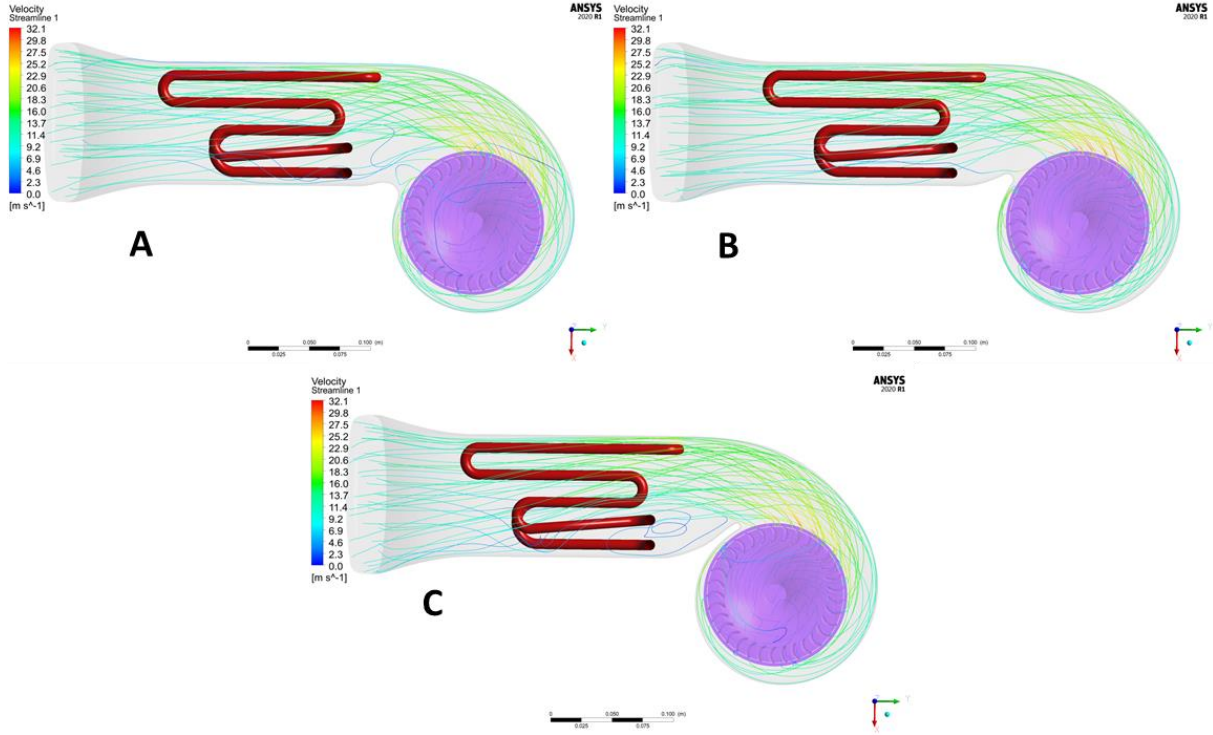 Velocity
Streamline 1
32.1
29.8
27.5
25.2
22.9
20.6
18.3
16.0
13.7
11.4
9.2
6.9
4.6
2.3
0.0
[m s^-1]
ANSYS
2020 R1
A
0 0.050 0.100 (m)
0.025 0.075
Y
X
Velocity
Streamline 1
32.1
29.8
27.5
25.2
22.9
20.6
18.3
16.0
13.7
11.4
9.2
6.9
4.6
2.3
0.0
[m s^-1]
ANSYS
2020 R1
B
0 0.050 0.100 (m)
0.025 0.075
Y
X
Velocity
Streamline 1
32.1
29.8
27.5
25.2
22.9
20.6
18.3
16.0
13.7
11.4
9.2
6.9
4.6
2.3
0.0
[m s^-1]
ANSYS
2020 R1
C
0 0.050 0.100 (m)
0.025 0.075
Y
X